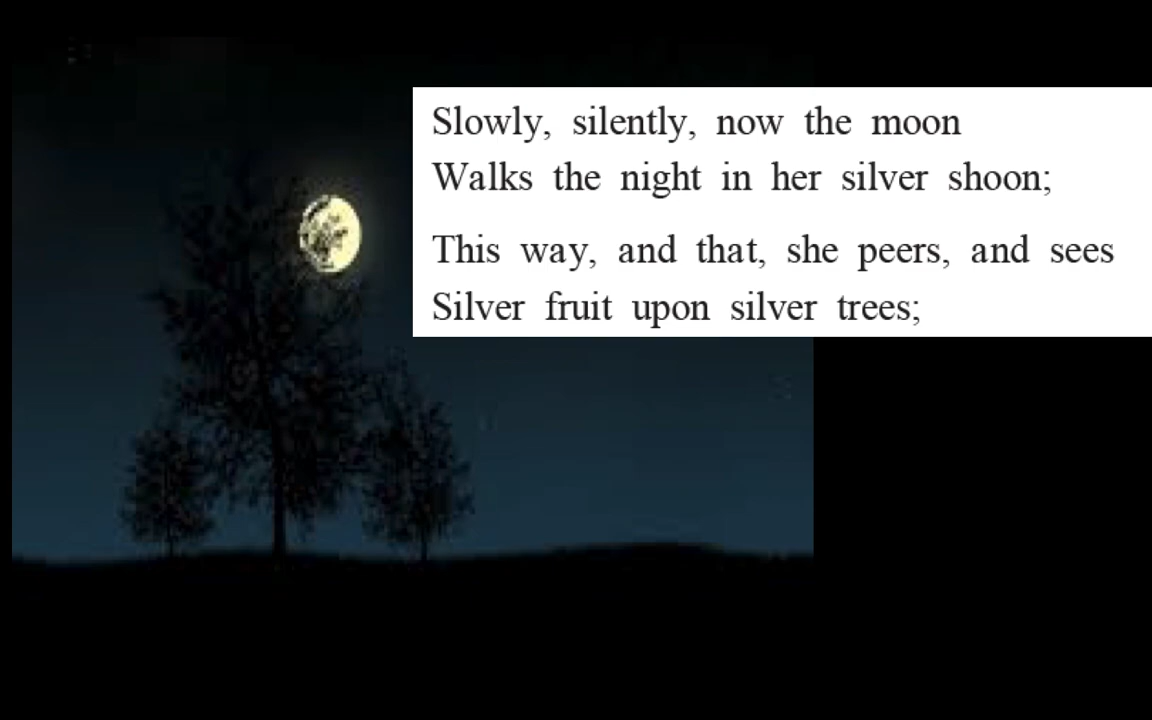 Slowly, silently, now the moon
Walks the night in her silver shoon;
This way, and that, she peers, and sees
Silver fruit upon silver trees;